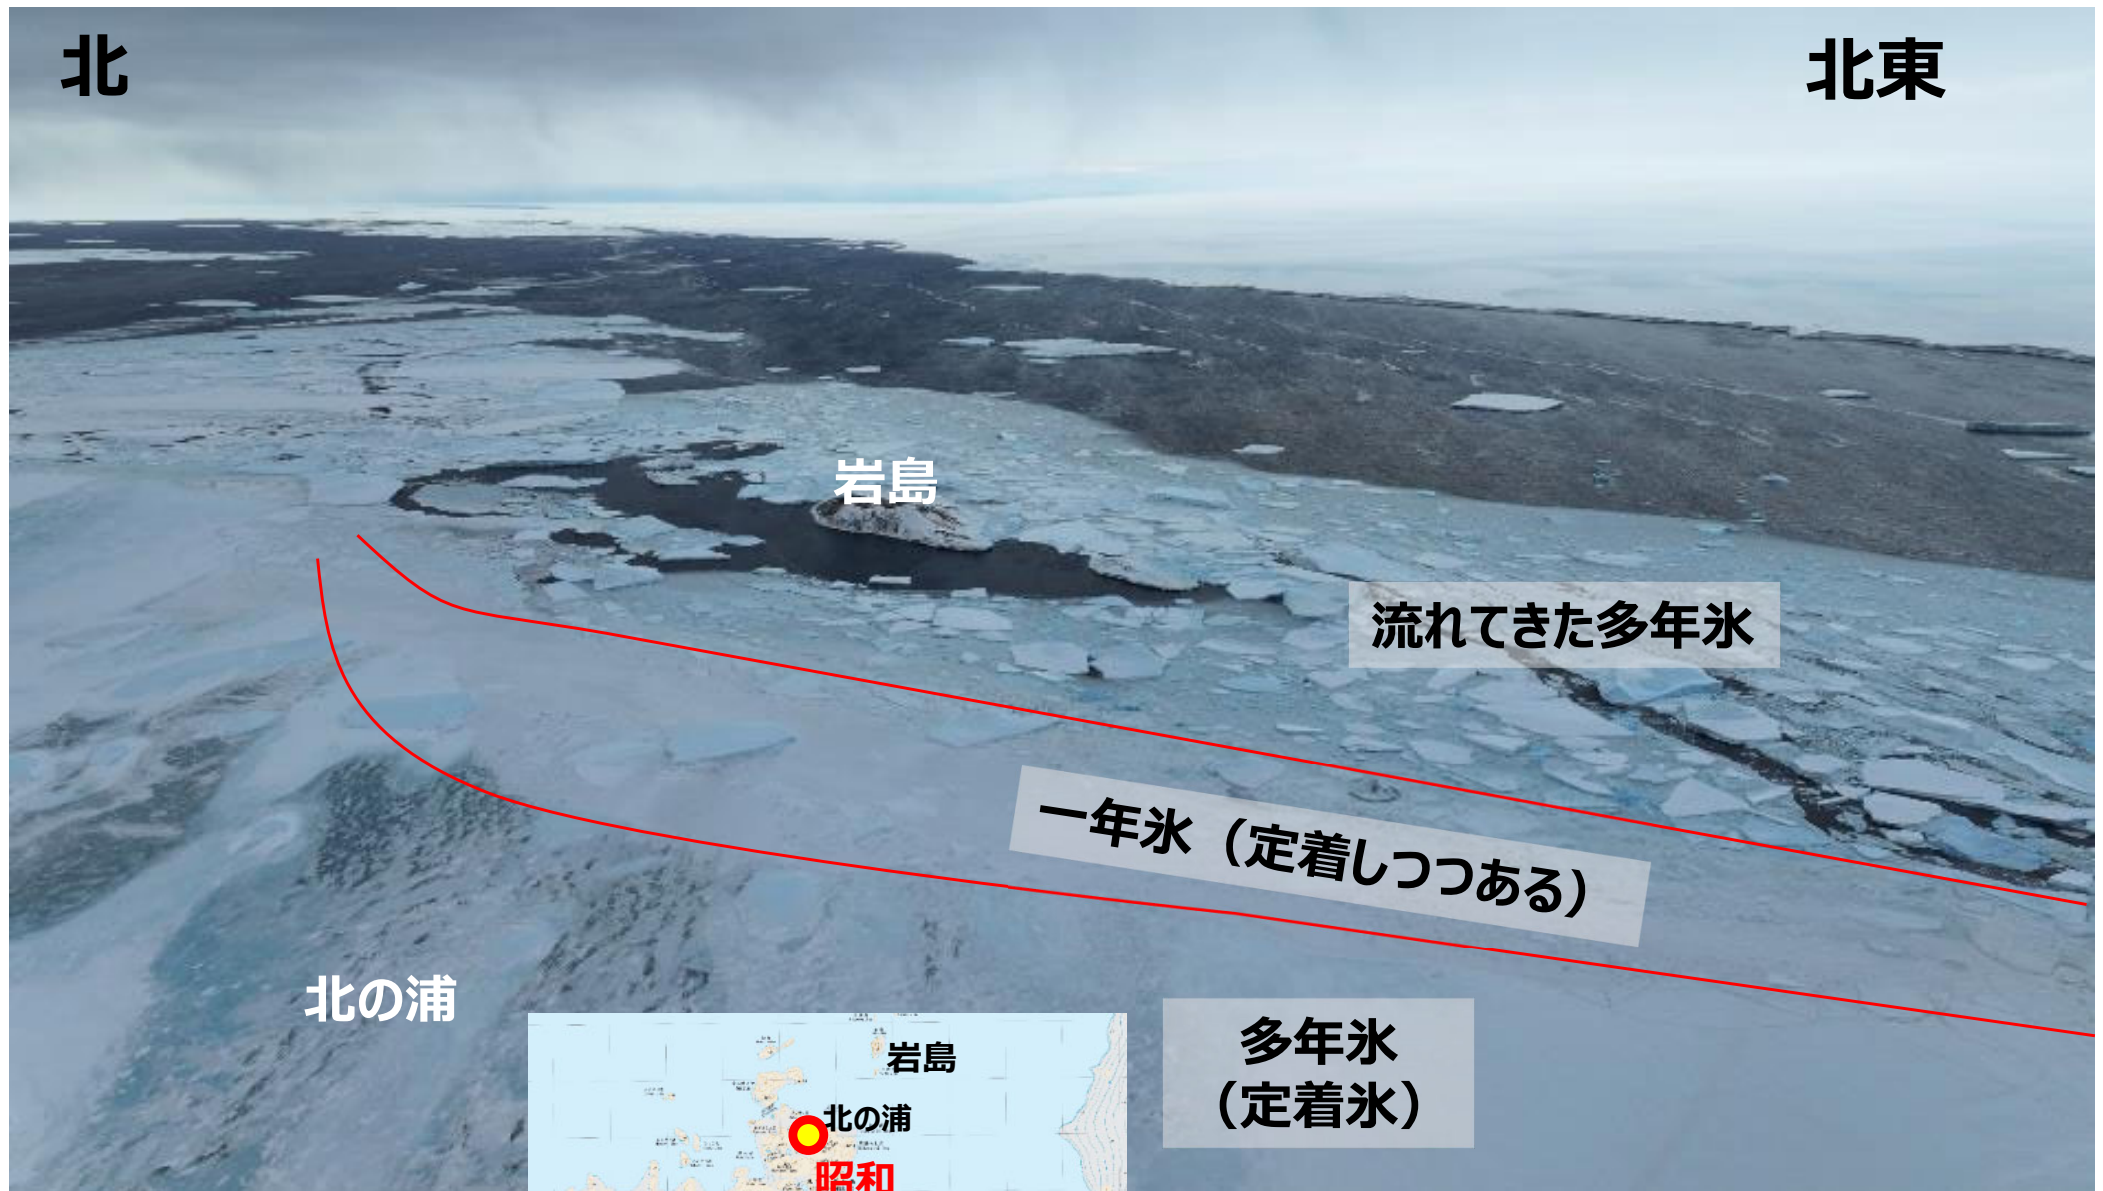 北
北東
岩島
流れてきた多年氷
一年氷（定着しつつある）
北の浦
多年氷
（定着氷）
岩島
北の浦
昭和